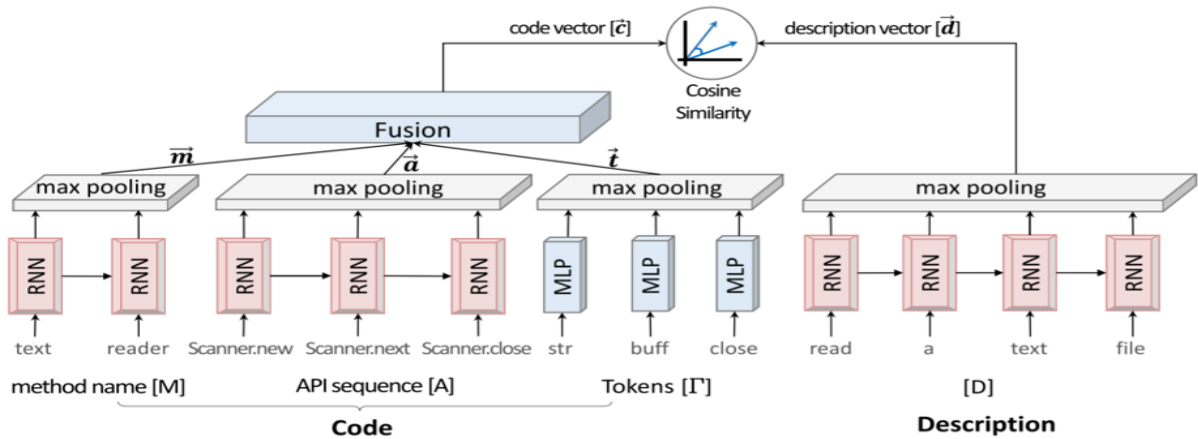 code vector [c⃗] description vector [d⃗]
Cosine
Similarity
Fusion
m⃗ a⃗ t⃗
max pooling max pooling max pooling max pooling
RNN RNN RNN RNN RNN MLP MLP MLP RNN RNN RNN RNN
text reader Scanner.new Scanner.next Scanner.close str buff close read a text file
method name [M] API sequence [A] Tokens [Γ] [D]
Code Description